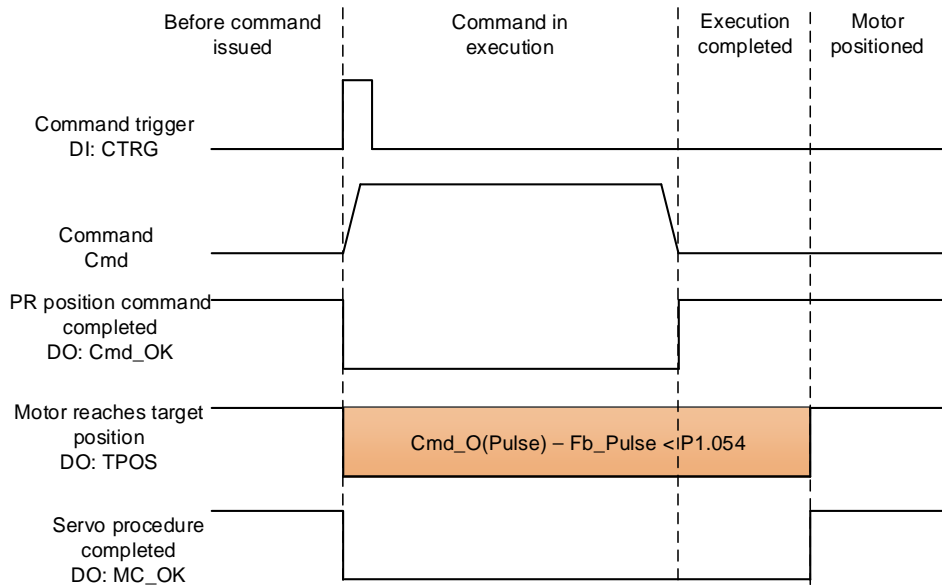 Before command
issued
Command in
execution
Execution
completed
Motor
positioned
Command trigger
DI: CTRG
Command
Cmd
PR position command
completed
DO: Cmd_OK
Motor reaches target
position
DO: TPOS
Cmd_O(Pulse) – Fb_Pulse < P1.054
Servo procedure
completed
DO: MC_OK